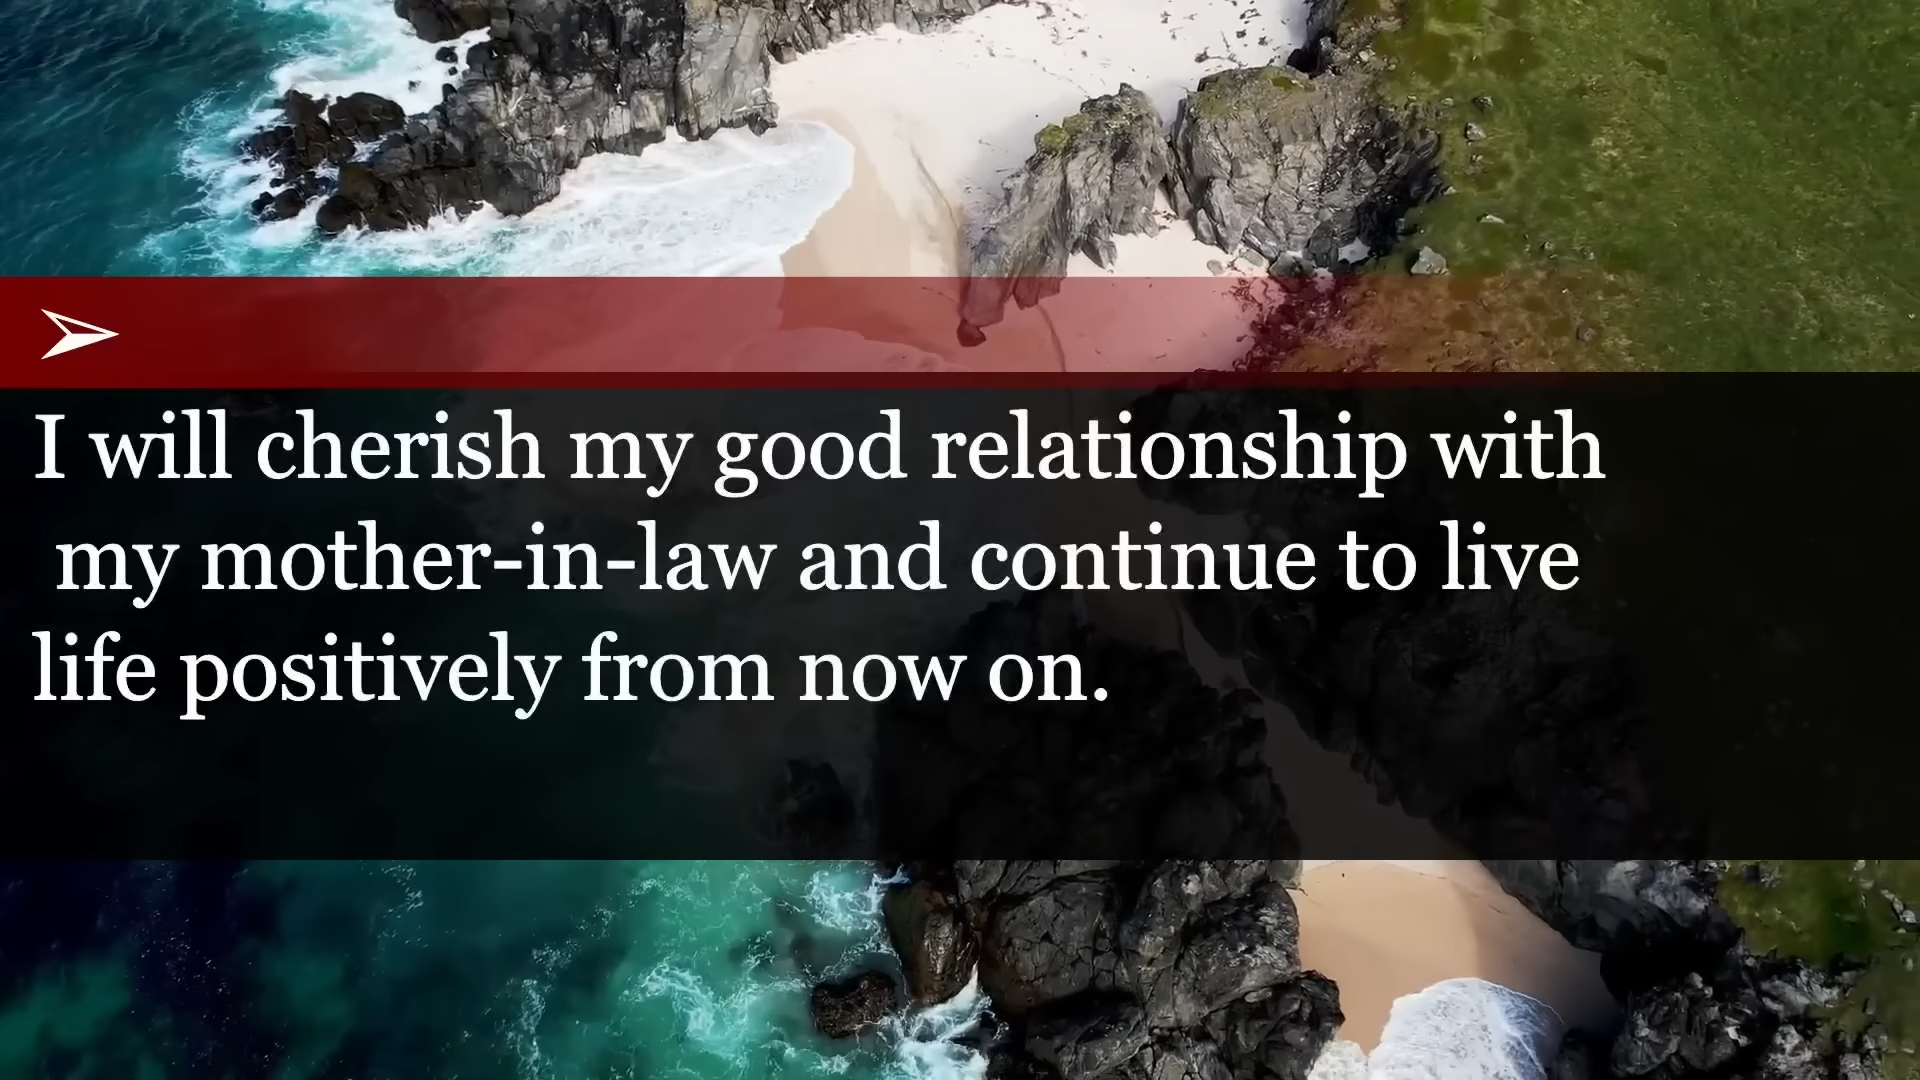 I will cherish my good relationship with
my mother-in-law and continue to live
life positively from now on.